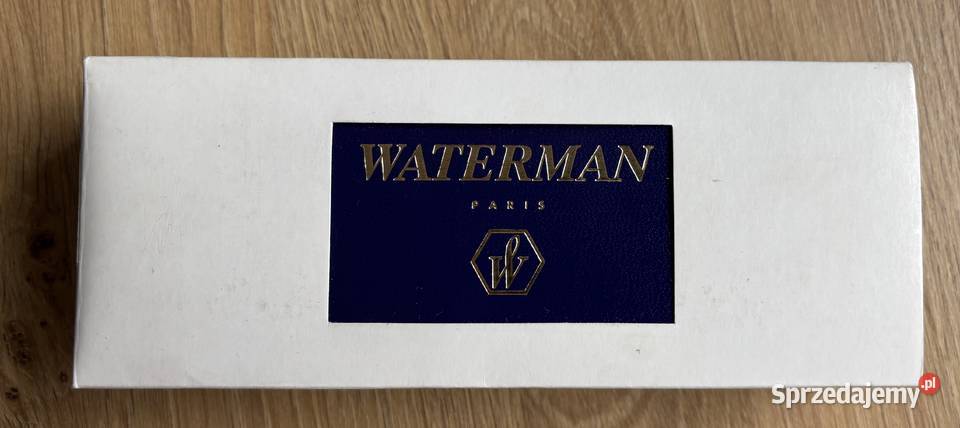 WATERMAN
PARIS
W
Sprzedajemy.pl